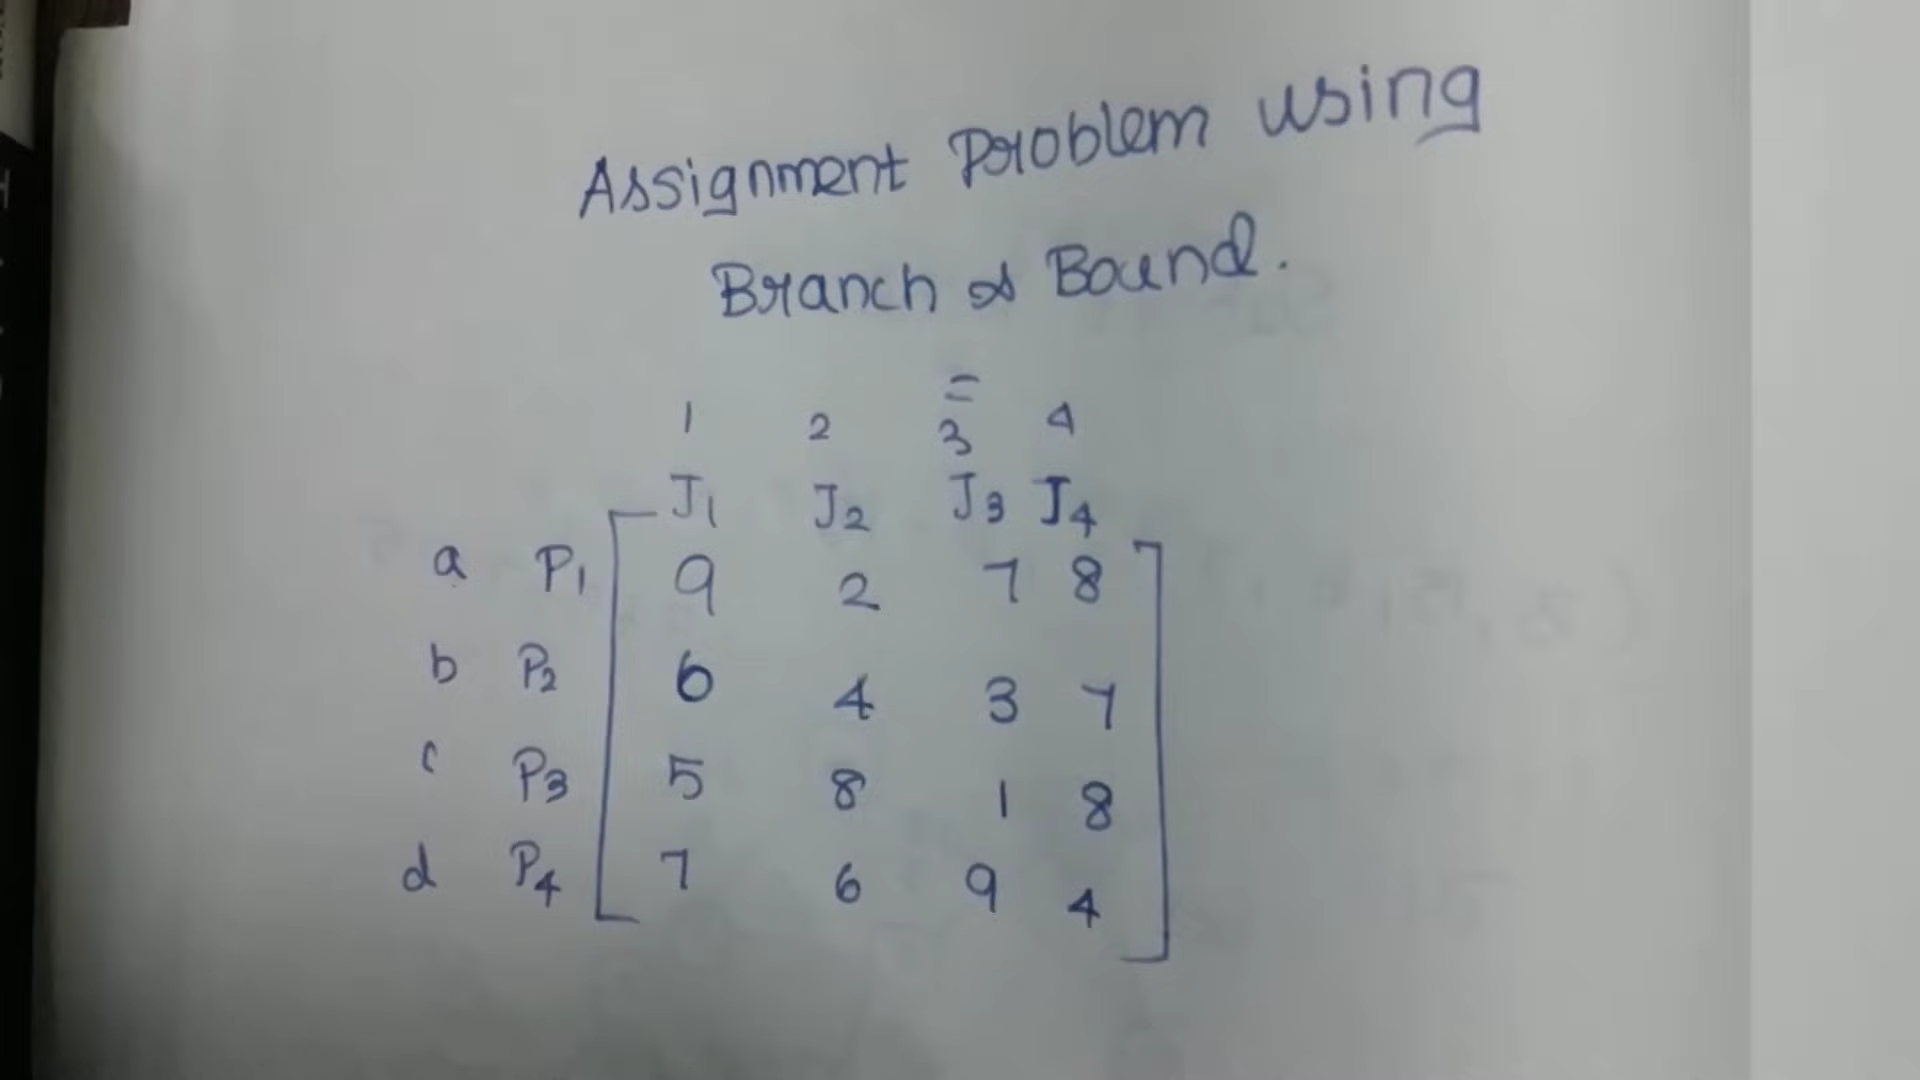 Assignment Problem using
Branch & Bound.
1 2 3 4
J1 J2 J3 J4
a P1 9 2 7 8
b P2 6 4 3 7
c P3 5 8 1 8
d P4 7 6 9 4